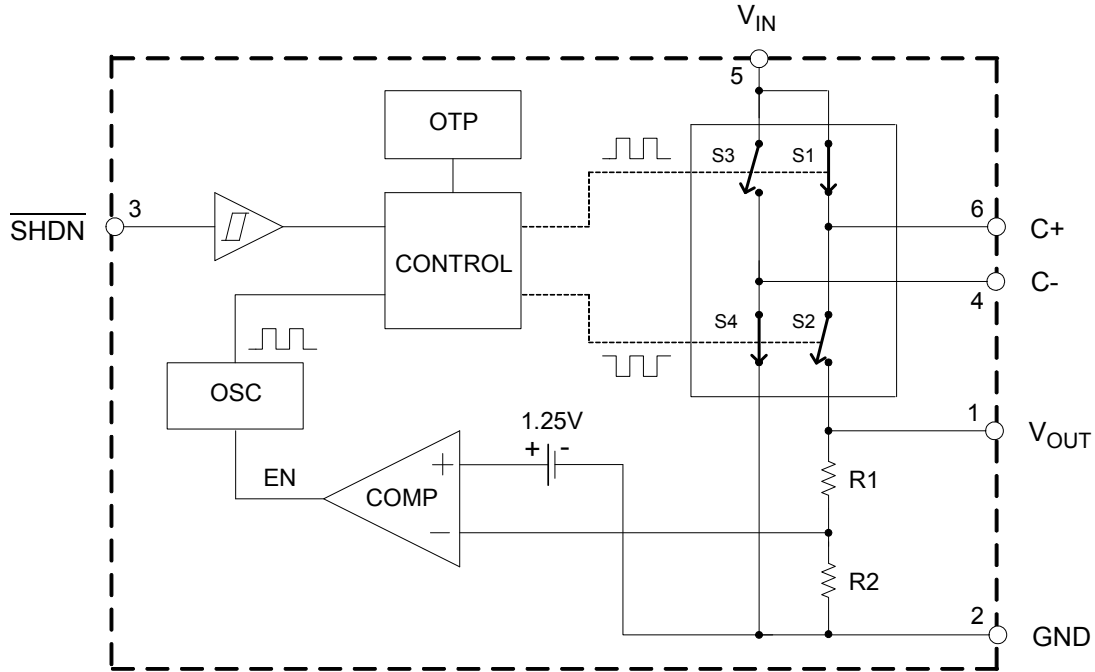 VIN
5
OTP
S3
S1
SHDN
3
6
C+
CONTROL
C-
4
S4
S2
OSC
1.25V
+
-
1
VOUT
EN
+
COMP
−
R1
R2
2
GND